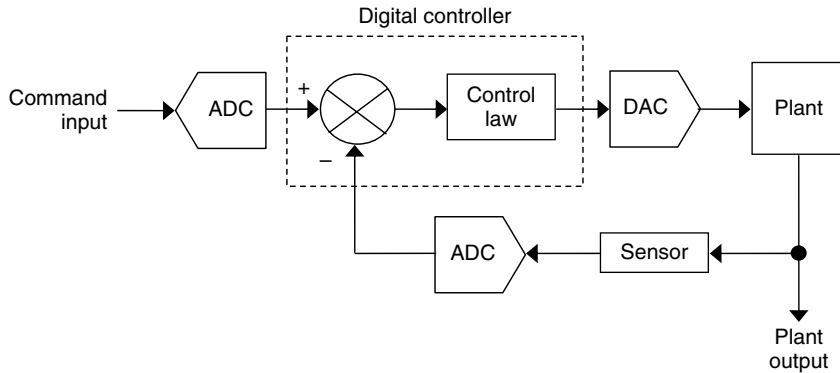 Digital controller
Command
input
ADC
+
−
Control
law
DAC
Plant
ADC
Sensor
Plant
output